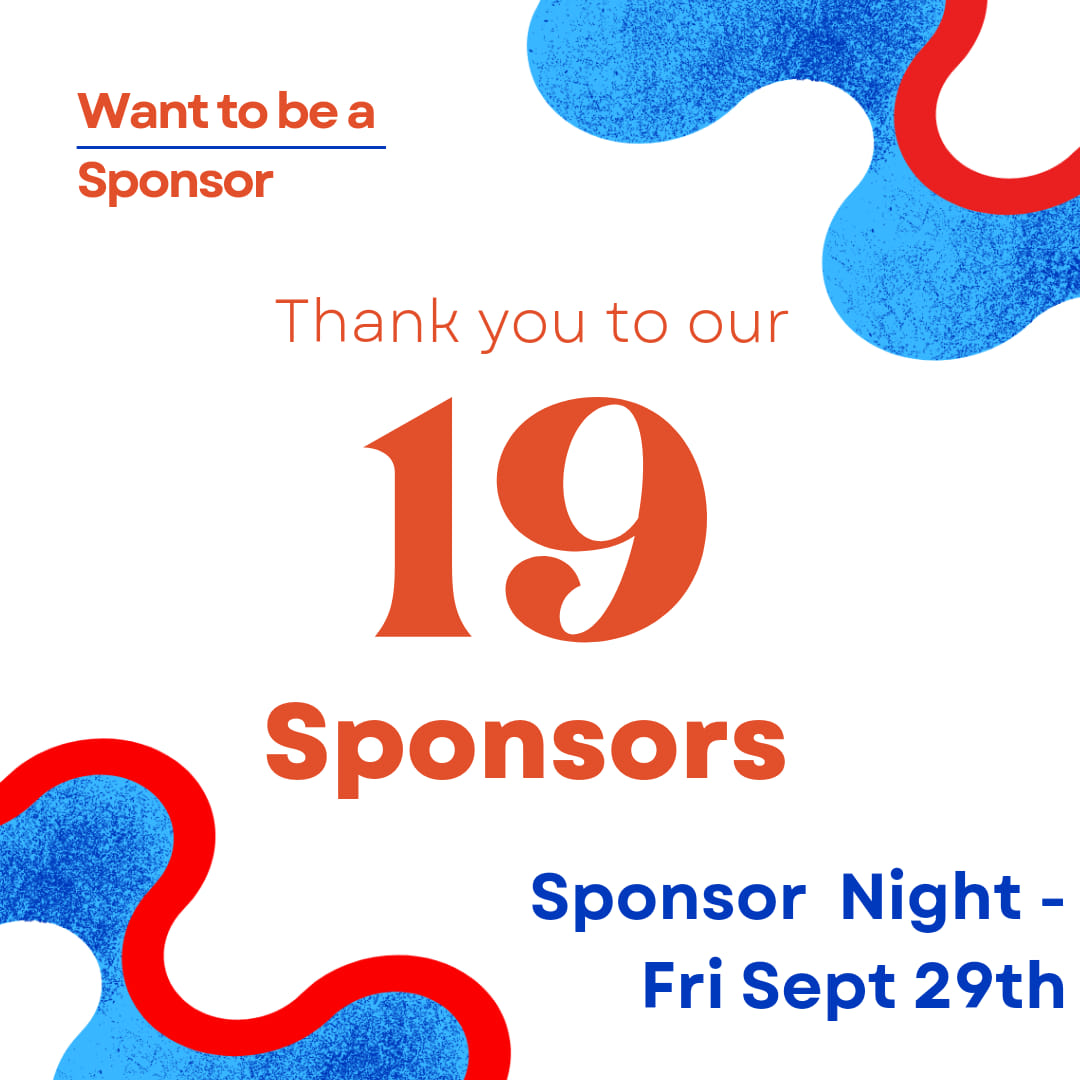 Want to be a
Sponsor
Thank you to our
19
Sponsors
Sponsor Night -
Fri Sept 29th